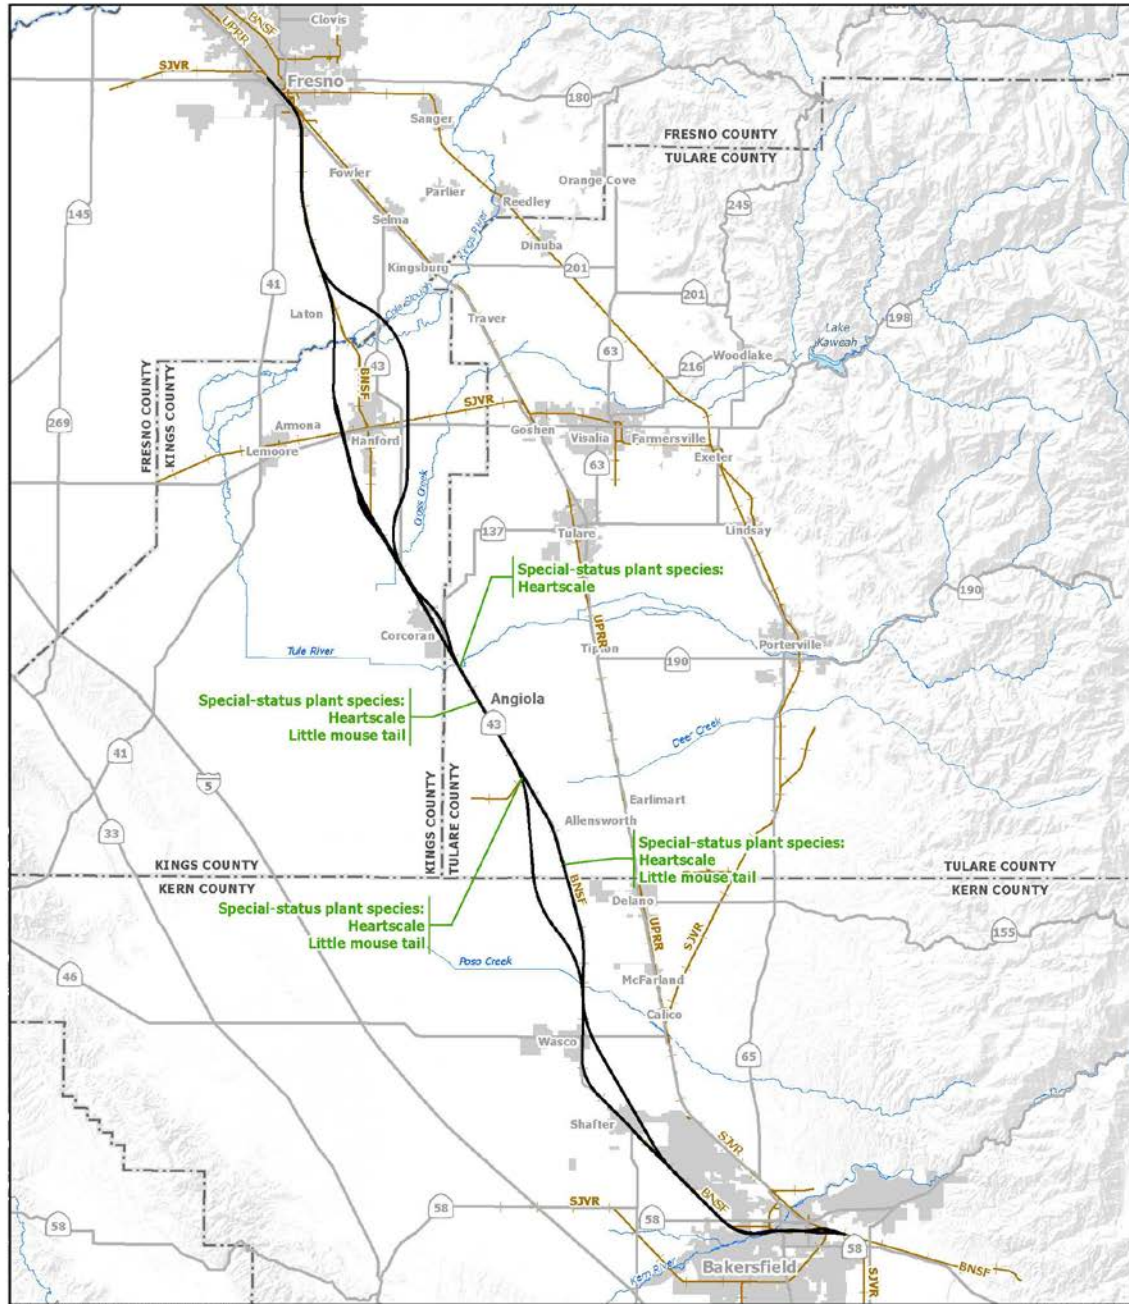 Clovis
BNSF
UPRR
SJVR
Fresno
180
Sanger
FRESNO COUNTY
TULARE COUNTY
Fowler
Parlier
Orange Cove
Reedley
145
Selma
245
Kings River
Dinuba
Kingsburg
201
41
201
Cole Slough
Laton
Traver
198
Lake
Kaweah
63
43
Woodlake
216
BNSF
FRESNO COUNTY
KINGS COUNTY
SJVR
269
Armona
Hanford
Goshen
Visalia
Farmersville
Lemoore
Exeter
63
Cross Creek
137
Tulare
Lindsay
Special-status plant species:
Heartscale
190
UPRR
Corcoran
Tule River
Tipton
190
Porterville
Special-status plant species:
Heartscale
Little mouse tail
Angiola
43
Deer Creek
41
5
KINGS COUNTY
TULARE COUNTY
Earlimart
33
Allensworth
Special-status plant species:
Heartscale
Little mouse tail
KINGS COUNTY
KERN COUNTY
TULARE COUNTY
KERN COUNTY
BNSF
Delano
Special-status plant species:
Heartscale
Little mouse tail
UPRR
SJVR
155
Poso Creek
46
McFarland
Calico
Wasco
65
Shafter
SJVR
BNSF
SJVR
58
58
58
58
Kern River
Bakersfield
BNSF
SJVR